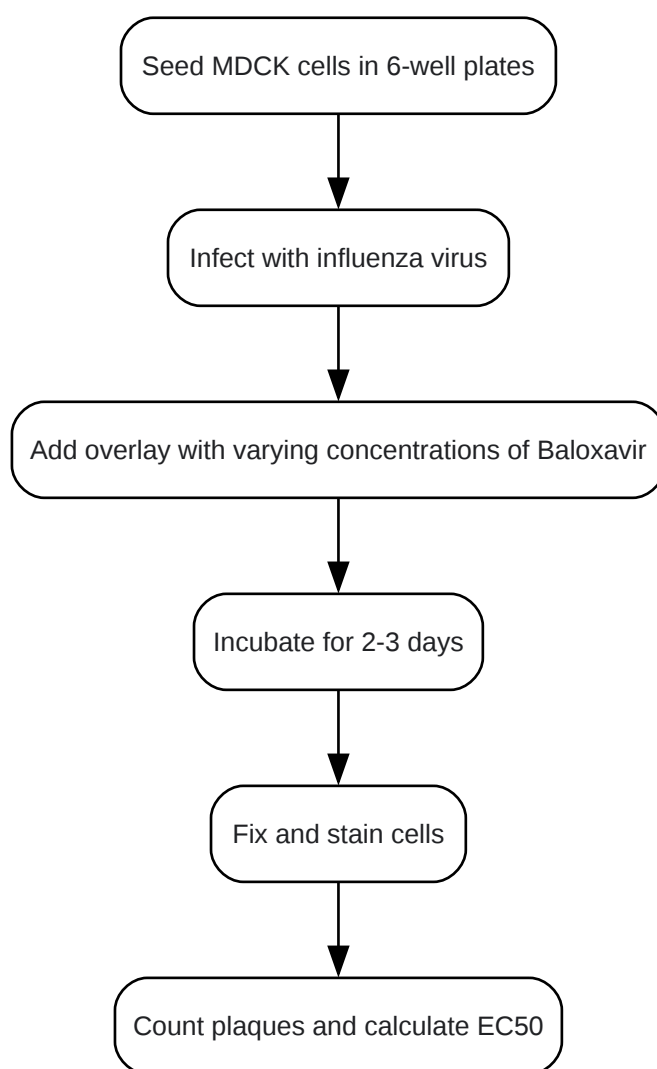 Seed MDCK cells in 6-well plates
Infect with influenza virus
Add overlay with varying concentrations of Baloxavir
Incubate for 2-3 days
Fix and stain cells
Count plaques and calculate EC50